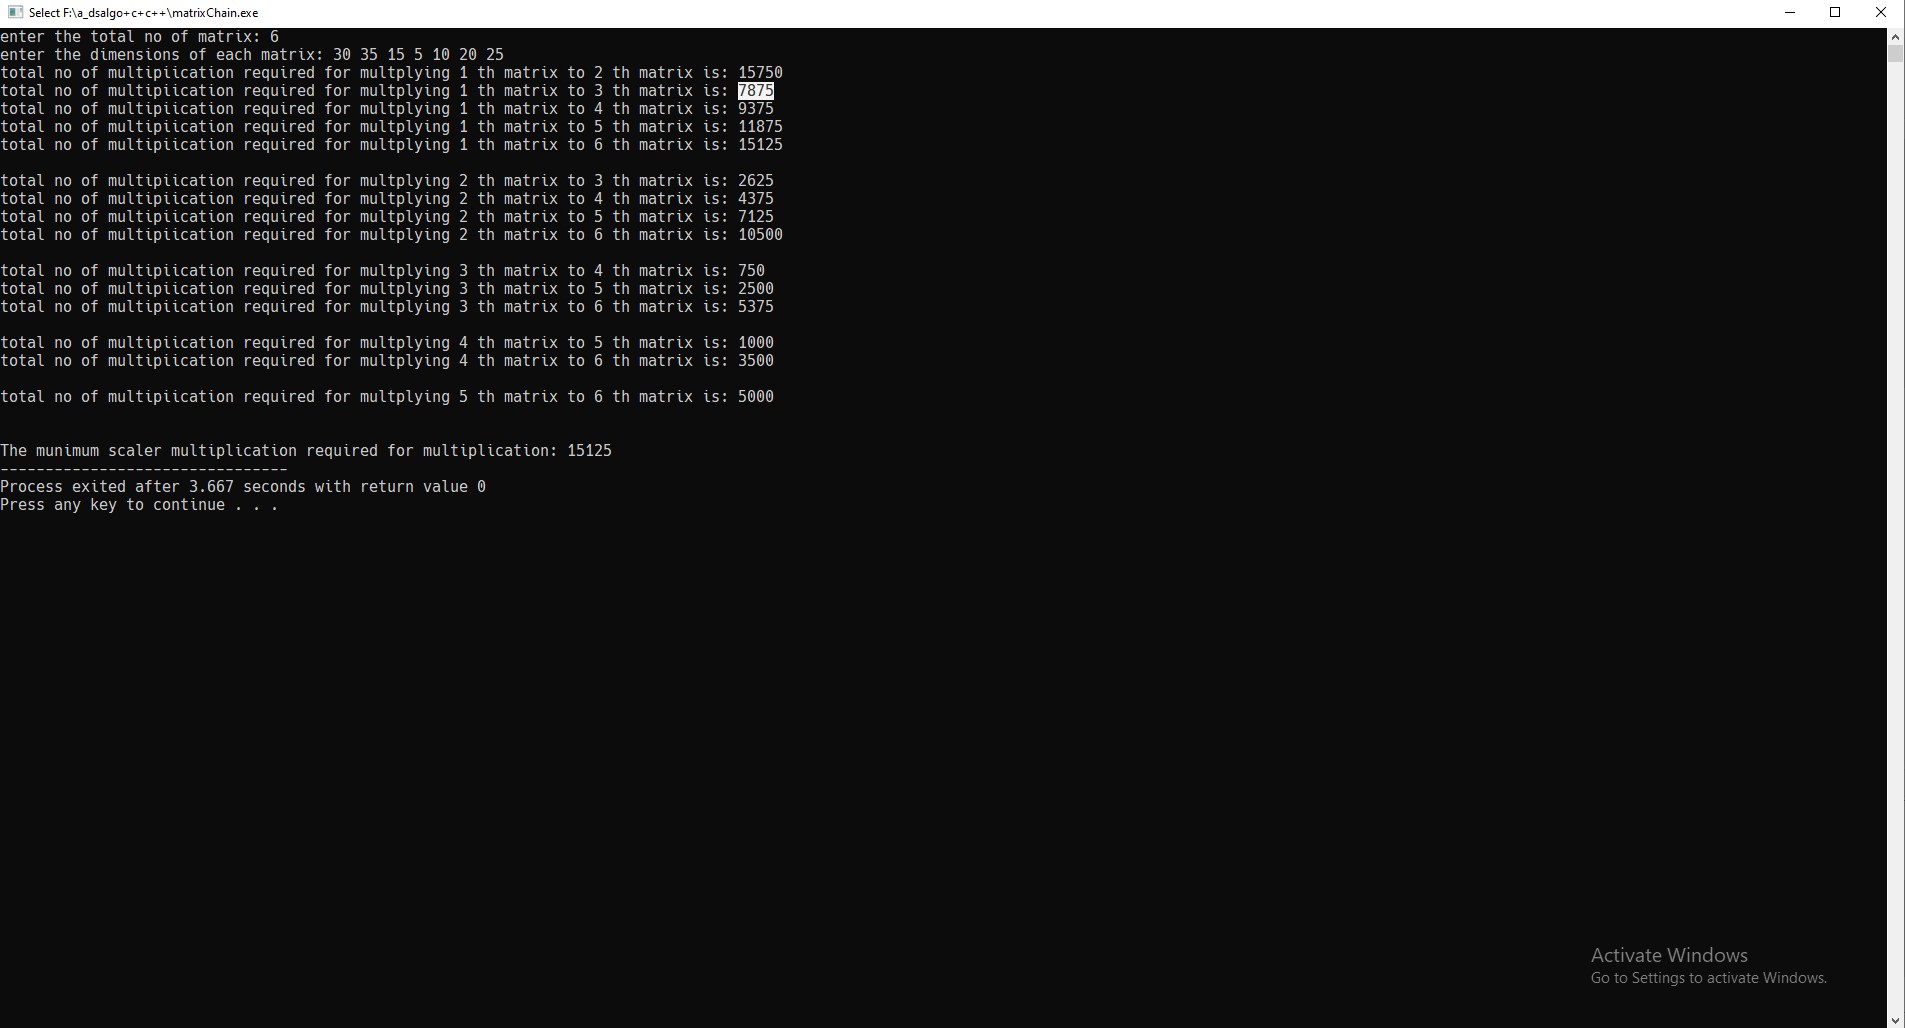 Select F:\a_dsalgo+c+c++\matrixChain.exe
enter the total no of matrix: 6
enter the dimensions of each matrix: 30 35 15 5 10 20 25
total no of multipiication required for multplying 1 th matrix to 2 th matrix is: 15750
total no of multipiication required for multplying 1 th matrix to 3 th matrix is: 7875
total no of multipiication required for multplying 1 th matrix to 4 th matrix is: 9375
total no of multipiication required for multplying 1 th matrix to 5 th matrix is: 11875
total no of multipiication required for multplying 1 th matrix to 6 th matrix is: 15125
total no of multipiication required for multplying 2 th matrix to 3 th matrix is: 2625
total no of multipiication required for multplying 2 th matrix to 4 th matrix is: 4375
total no of multipiication required for multplying 2 th matrix to 5 th matrix is: 7125
total no of multipiication required for multplying 2 th matrix to 6 th matrix is: 10500
total no of multipiication required for multplying 3 th matrix to 4 th matrix is: 750
total no of multipiication required for multplying 3 th matrix to 5 th matrix is: 2500
total no of multipiication required for multplying 3 th matrix to 6 th matrix is: 5375
total no of multipiication required for multplying 4 th matrix to 5 th matrix is: 1000
total no of multipiication required for multplying 4 th matrix to 6 th matrix is: 3500
total no of multipiication required for multplying 5 th matrix to 6 th matrix is: 5000
The munimum scaler multiplication required for multiplication: 15125
--------------------------------
Process exited after 3.667 seconds with return value 0
Press any key to continue . . .
Activate Windows
Go to Settings to activate Windows.